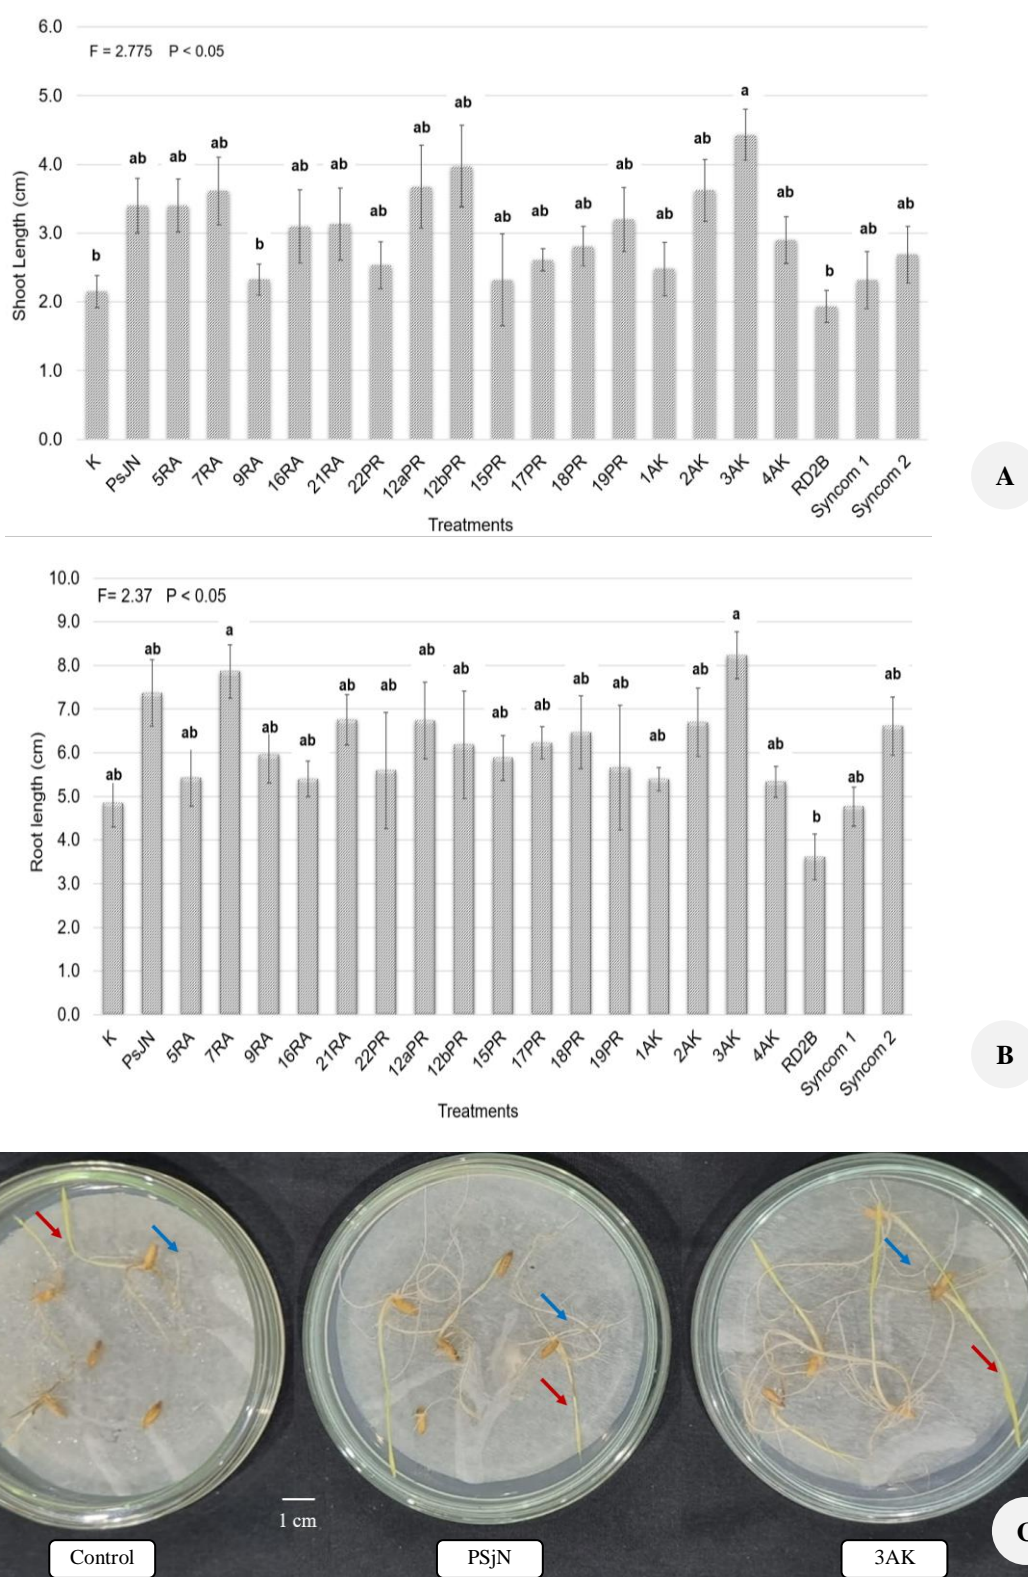 6.0
F = 2.775 P < 0.05
5.0
4.0
3.0
2.0
1.0
0.0
Shoot Length (cm)
b ab ab ab b ab ab ab ab ab ab ab ab ab ab ab a ab b ab ab
K PsJN 5RA 7RA 9RA 16RA 21RA 22PR 12aPR 12bPR 15PR 17PR 18PR 19PR 1AK 2AK 3AK 4AK RD2B Syncom 1 Syncom 2
Treatments
A
10.0
F= 2.37 P < 0.05
9.0
8.0
7.0
6.0
5.0
4.0
3.0
2.0
1.0
0.0
Root length (cm)
ab ab ab a ab ab ab ab ab ab ab ab ab ab ab ab a ab b ab ab
K PsJN 5RA 7RA 9RA 16RA 21RA 22PR 12aPR 12bPR 15PR 17PR 18PR 19PR 1AK 2AK 3AK 4AK RD2B Syncom 1 Syncom 2
Treatments
B
1 cm
C
Control PSjN 3AK